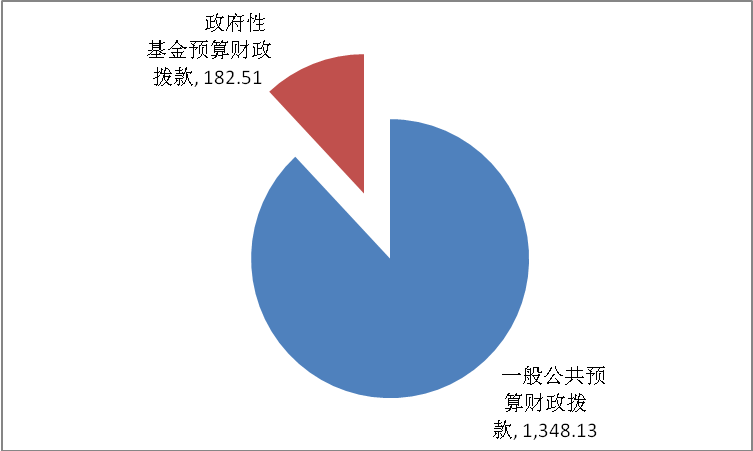 政府性
基金预算财政
拨款, 182.51
一般公共预
算财政拨
款, 1,348.13